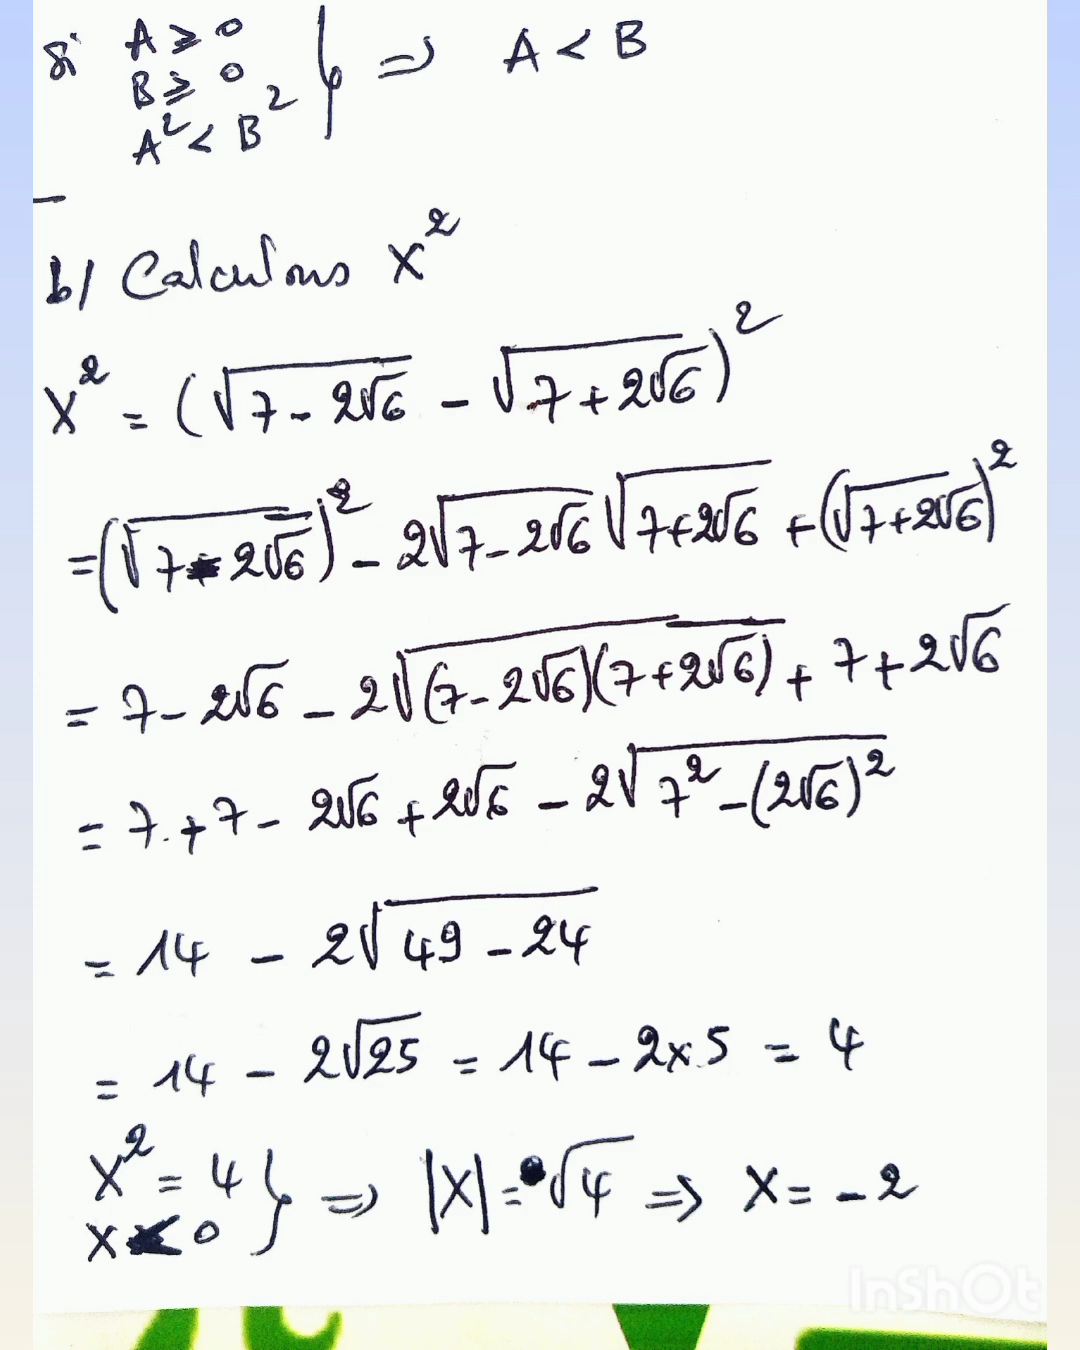 si A ⩾ 0
B ⩾ 0
A² < B² } => A < B
b/ Calculons X²
X² = (√(7 - 2√6) - √(7 + 2√6))²
= (√(7 - 2√6))² - 2√(7 - 2√6) √(7 + 2√6) + (√(7 + 2√6))²
= 7 - 2√6 - 2√((7 - 2√6)(7 + 2√6)) + 7 + 2√6
= 7 + 7 - 2√6 + 2√6 - 2√(7² - (2√6)²)
= 14 - 2√(49 - 24)
= 14 - 2√25 = 14 - 2×5 = 4
X² = 4
X < 0 } => |X| = √4 => X = -2
InShOt